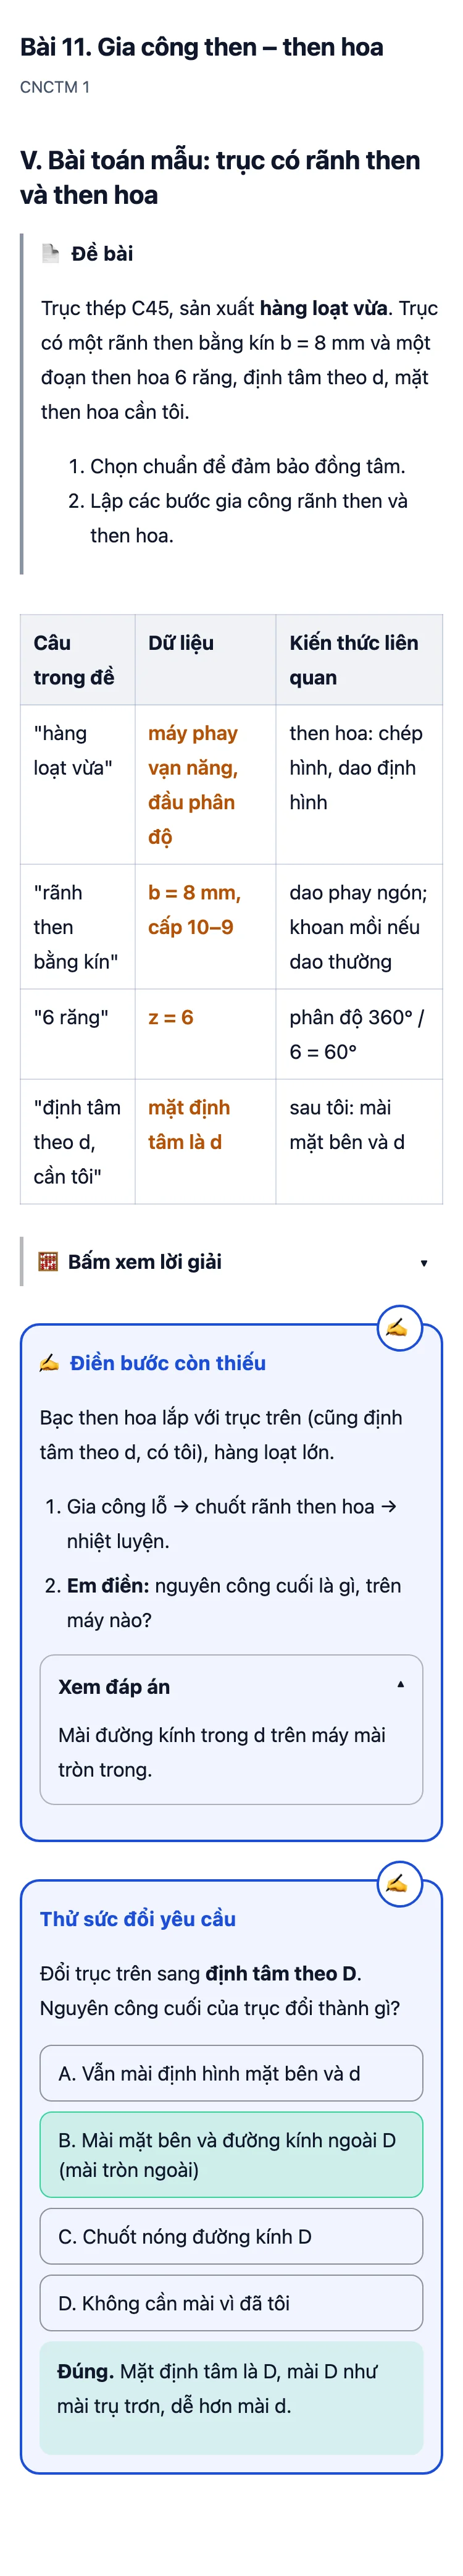 Bài 11. Gia công then – then hoa
CNCTM 1
V. Bài toán mẫu: trục có rãnh then
và then hoa
Đề bài
Trục thép C45, sản xuất hàng loạt vừa. Trục
có một rãnh then bằng kín b = 8 mm và một
đoạn then hoa 6 răng, định tâm theo d, mặt
then hoa cần tôi.
1. Chọn chuẩn để đảm bảo đồng tâm.
2. Lập các bước gia công rãnh then và
then hoa.
Câu
trong đề
Dữ liệu
Kiến thức liên
quan
"hàng
loạt vừa"
máy phay
vạn năng,
đầu phân
độ
then hoa: chép
hình, dao định
hình
"rãnh
then
bằng kín"
b = 8 mm,
cấp 10–9
dao phay ngón;
khoan mồi nếu
dao thường
"6 răng"
z = 6
phân độ 360° /
6 = 60°
"định tâm
theo d,
cần tôi"
mặt định
tâm là d
sau tôi: mài
mặt bên và d
Bấm xem lời giải
Điền bước còn thiếu
Bạc then hoa lắp với trục trên (cũng định
tâm theo d, có tôi), hàng loạt lớn.
1. Gia công lỗ → chuốt rãnh then hoa →
nhiệt luyện.
2. Em điền: nguyên công cuối là gì, trên
máy nào?
Xem đáp án
Mài đường kính trong d trên máy mài
tròn trong.
Thử sức đổi yêu cầu
Đổi trục trên sang định tâm theo D.
Nguyên công cuối của trục đổi thành gì?
A. Vẫn mài định hình mặt bên và d
B. Mài mặt bên và đường kính ngoài D
(mài tròn ngoài)
C. Chuốt nóng đường kính D
D. Không cần mài vì đã tôi
Đúng. Mặt định tâm là D, mài D như
mài trụ trơn, dễ hơn mài d.